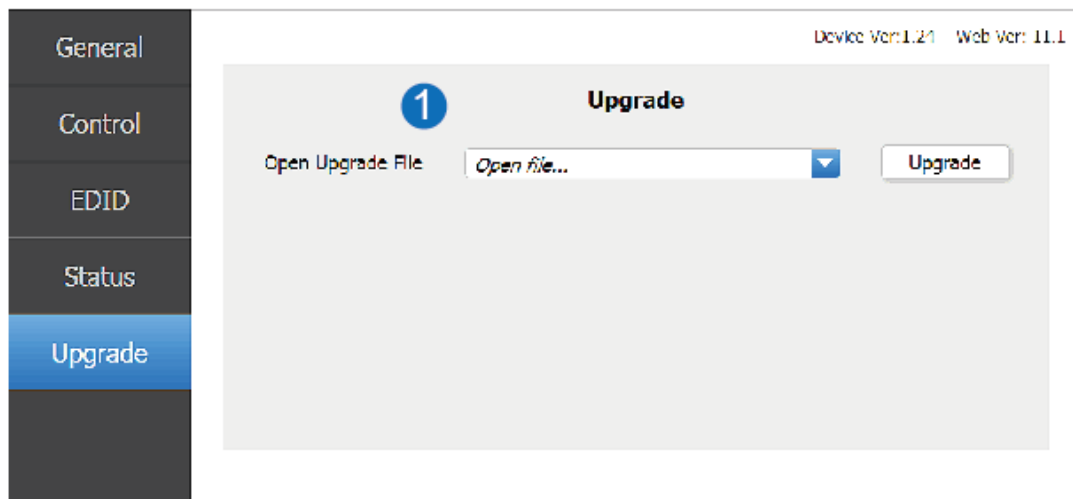 Device Ver:1.24 Web Ver: 11.1
General
Control
EDID
Status
Upgrade
1
Upgrade
Open Upgrade File Open file... Upgrade